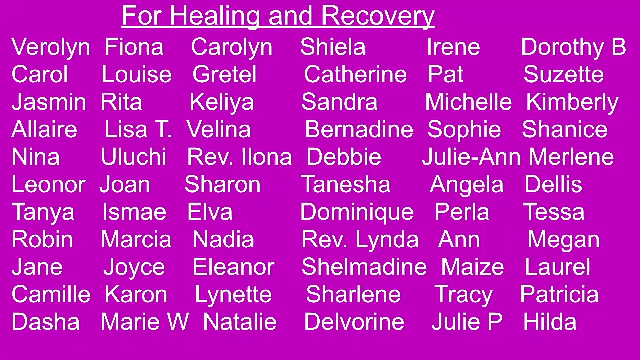 For Healing and Recovery
Verolyn Fiona Carolyn Shiela Irene Dorothy B
Carol Louise Gretel Catherine Pat Suzette
Jasmin Rita Keliya Sandra Michelle Kimberly
Allaire Lisa T. Velina Bernadine Sophie Shanice
Nina Uluchi Rev. Ilona Debbie Julie-Ann Merlene
Leonor Joan Sharon Tanesha Angela Dellis
Tanya Ismae Elva Dominique Perla Tessa
Robin Marcia Nadia Rev. Lynda Ann Megan
Jane Joyce Eleanor Shelmadine Maize Laurel
Camille Karon Lynette Sharlene Tracy Patricia
Dasha Marie W Natalie Delvorine Julie P Hilda